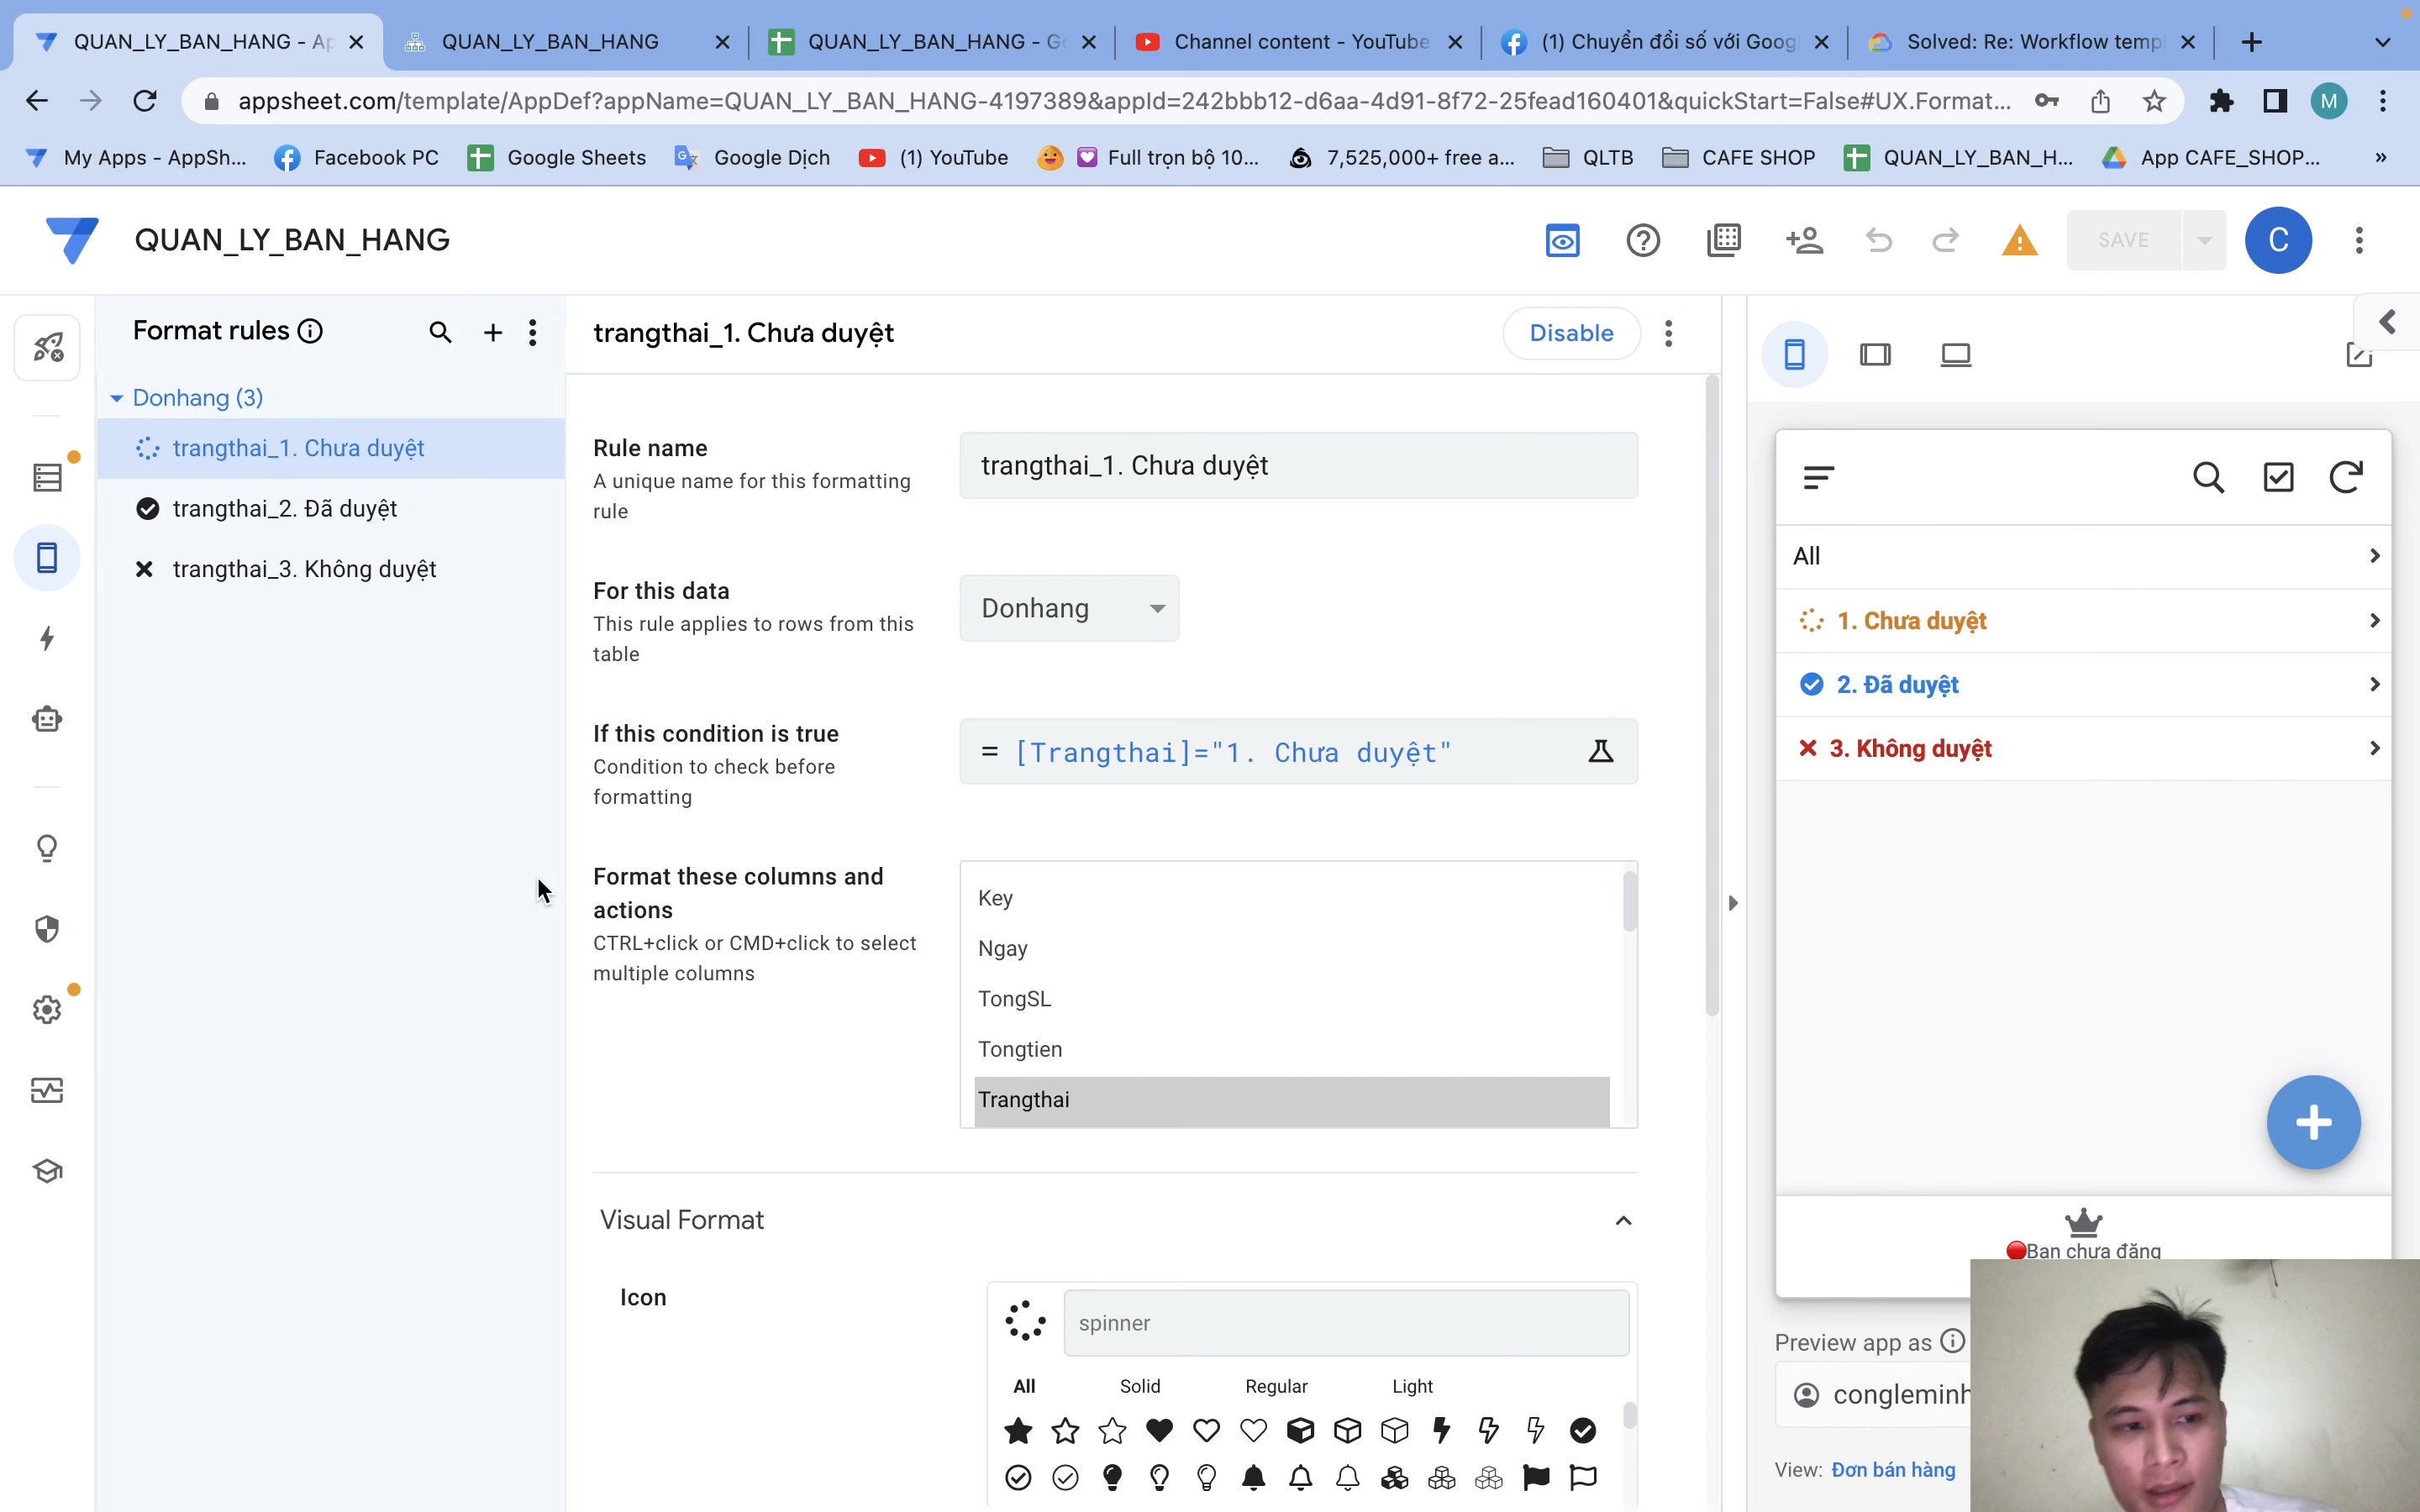 QUAN_LY_BAN_HANG - Ap
QUAN_LY_BAN_HANG
QUAN_LY_BAN_HANG - Go
Channel content - YouTube
(1) Chuyển đổi số với Goog
Solved: Re: Workflow temp
appsheet.com/template/AppDef?appName=QUAN_LY_BAN_HANG-4197389&appId=242bbb12-d6aa-4d91-8f72-25fead160401&quickStart=False#UX.Format...
M
My Apps - AppSh...
Facebook PC
Google Sheets
Google Dịch
(1) YouTube
Full trọn bộ 10...
7,525,000+ free a...
QLTB
CAFE SHOP
QUAN_LY_BAN_H...
App CAFE_SHOP...
»
QUAN_LY_BAN_HANG
SAVE
C
Format rules
Donhang (3)
trangthai_1. Chưa duyệt
trangthai_2. Đã duyệt
trangthai_3. Không duyệt
trangthai_1. Chưa duyệt
Disable
Rule name
A unique name for this formatting
rule
trangthai_1. Chưa duyệt
For this data
This rule applies to rows from this
table
Donhang
If this condition is true
Condition to check before
formatting
= [Trangthai]="1. Chưa duyệt"
Format these columns and
actions
CTRL+click or CMD+click to select
multiple columns
Key
Ngay
TongSL
Tongtien
Trangthai
Visual Format
Icon
spinner
All
Solid
Regular
Light
All
1. Chưa duyệt
2. Đã duyệt
3. Không duyệt
Bạn chưa đăng
Preview app as
congleminh
View: Đơn bán hàng